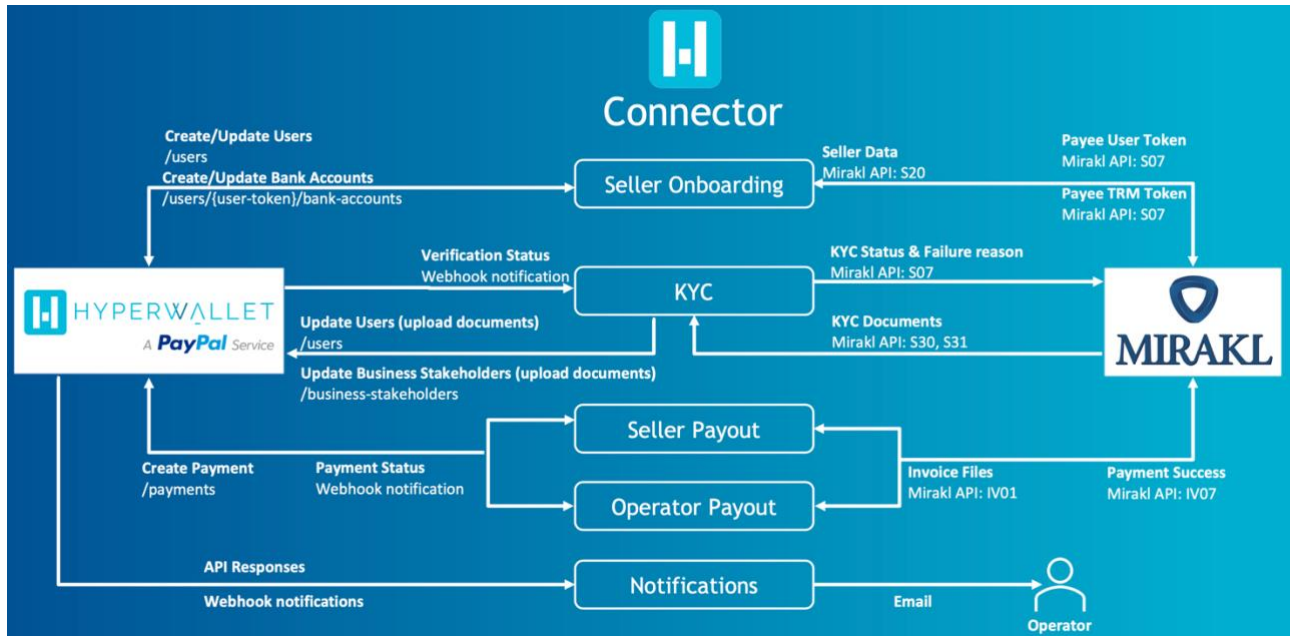 Connector
Create/Update Users
/users
Create/Update Bank Accounts
/users/{user-token}/bank-accounts
Seller Onboarding
Seller Data
Mirakl API: S20
Payee User Token
Mirakl API: S07
Payee TRM Token
Mirakl API: S07
HYPERWALLET
A PayPal Service
Verification Status
Webhook notification
KYC
KYC Status & Failure reason
Mirakl API: S07
KYC Documents
Mirakl API: S30, S31
MIRAKL
Update Users (upload documents)
/users
Update Business Stakeholders (upload documents)
/business-stakeholders
Seller Payout
Create Payment
/payments
Payment Status
Webhook notification
Operator Payout
Invoice Files
Mirakl API: IV01
Payment Success
Mirakl API: IV07
API Responses
Webhook notifications
Notifications
Email
Operator